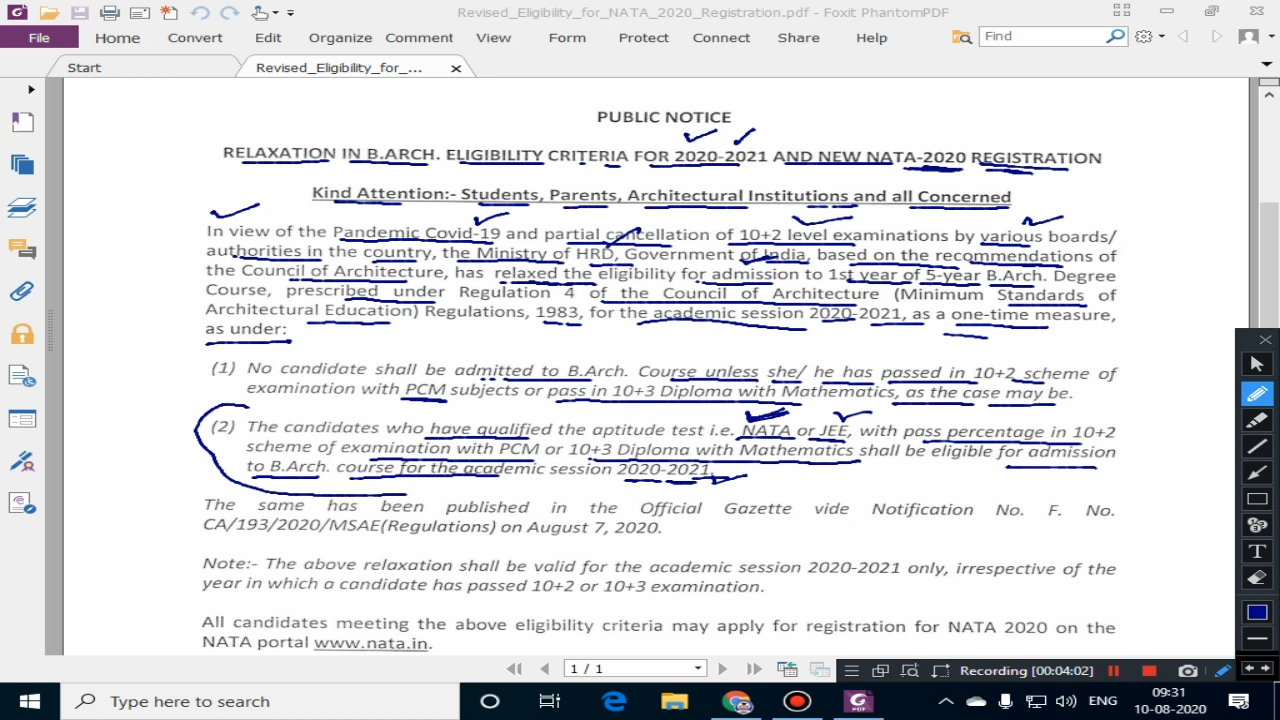 Revised_Eligibility_for_NATA_2020_Registration.pdf - Foxit PhantomPDF
File Home Convert Edit Organize Comment View Form Protect Connect Share Help Find
Start Revised_Eligibility_for_...
PUBLIC NOTICE
RELAXATION IN B.ARCH. ELIGIBILITY CRITERIA FOR 2020-2021 AND NEW NATA-2020 REGISTRATION
Kind Attention:- Students, Parents, Architectural Institutions and all Concerned
In view of the Pandemic Covid-19 and partial cancellation of 10+2 level examinations by various boards/
authorities in the country, the Ministry of HRD, Government of India, based on the recommendations of
the Council of Architecture, has relaxed the eligibility for admission to 1st year of 5-year B.Arch. Degree
Course, prescribed under Regulation 4 of the Council of Architecture (Minimum Standards of
Architectural Education) Regulations, 1983, for the academic session 2020-2021, as a one-time measure,
as under:
(1) No candidate shall be admitted to B.Arch. Course unless she/ he has passed in 10+2 scheme of
examination with PCM subjects or pass in 10+3 Diploma with Mathematics, as the case may be.
(2) The candidates who have qualified the aptitude test i.e. NATA or JEE, with pass percentage in 10+2
scheme of examination with PCM or 10+3 Diploma with Mathematics shall be eligible for admission
to B.Arch. course for the academic session 2020-2021.
The same has been published in the Official Gazette vide Notification No. F. No.
CA/193/2020/MSAE(Regulations) on August 7, 2020.
Note:- The above relaxation shall be valid for the academic session 2020-2021 only, irrespective of the
year in which a candidate has passed 10+2 or 10+3 examination.
All candidates meeting the above eligibility criteria may apply for registration for NATA 2020 on the
NATA portal www.nata.in.
1 / 1 Recording [00:04:02]
Type here to search ENG 09:31
10-08-2020